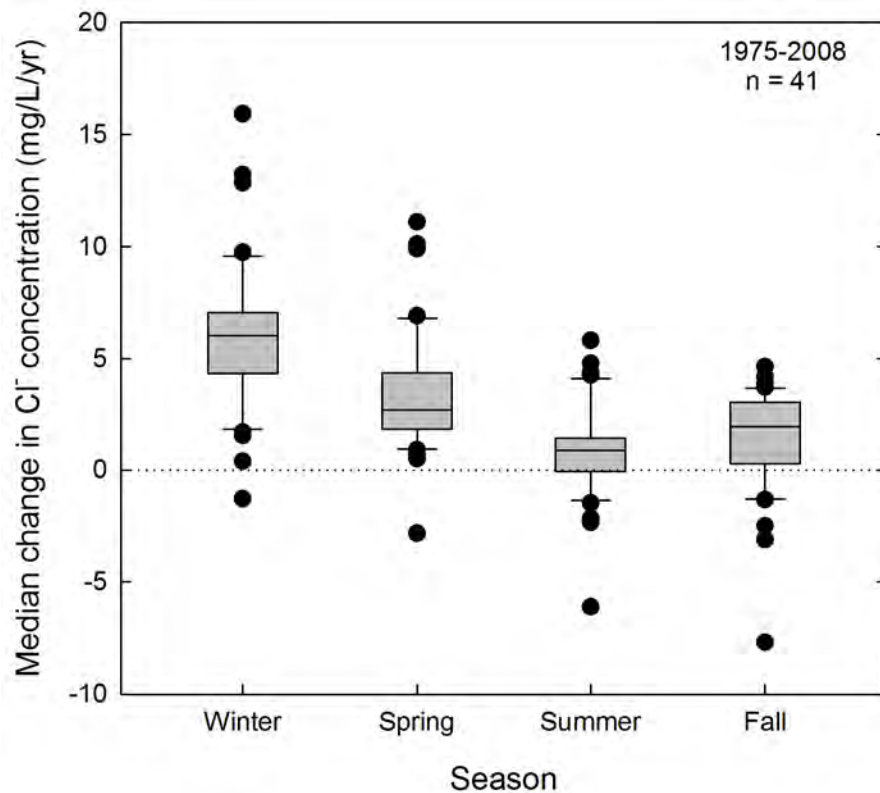 Median change in Cl⁻ concentration (mg/L/yr)
20
15
10
5
0
-5
-10
1975-2008
n = 41
Winter
Spring
Summer
Fall
Season